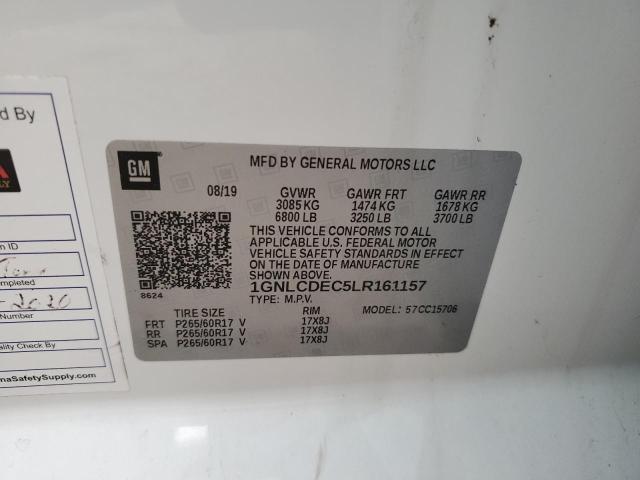 d By
LY
n ID
ompleted
2020
Number
ality Check By
maSafetySupply.com
GM
MFD BY GENERAL MOTORS LLC
08/19 GVWR GAWR FRT GAWR RR
3085 KG 1474 KG 1678 KG
6800 LB 3250 LB 3700 LB
THIS VEHICLE CONFORMS TO ALL
APPLICABLE U.S. FEDERAL MOTOR
VEHICLE SAFETY STANDARDS IN EFFECT
ON THE DATE OF MANUFACTURE
SHOWN ABOVE.
8624
1GNLCDEC5LR161157
TYPE: M.P.V.
TIRE SIZE RIM MODEL: 57CC15706
FRT P265/60R17 V 17X8J
RR P265/60R17 V 17X8J
SPA P265/60R17 V 17X8J